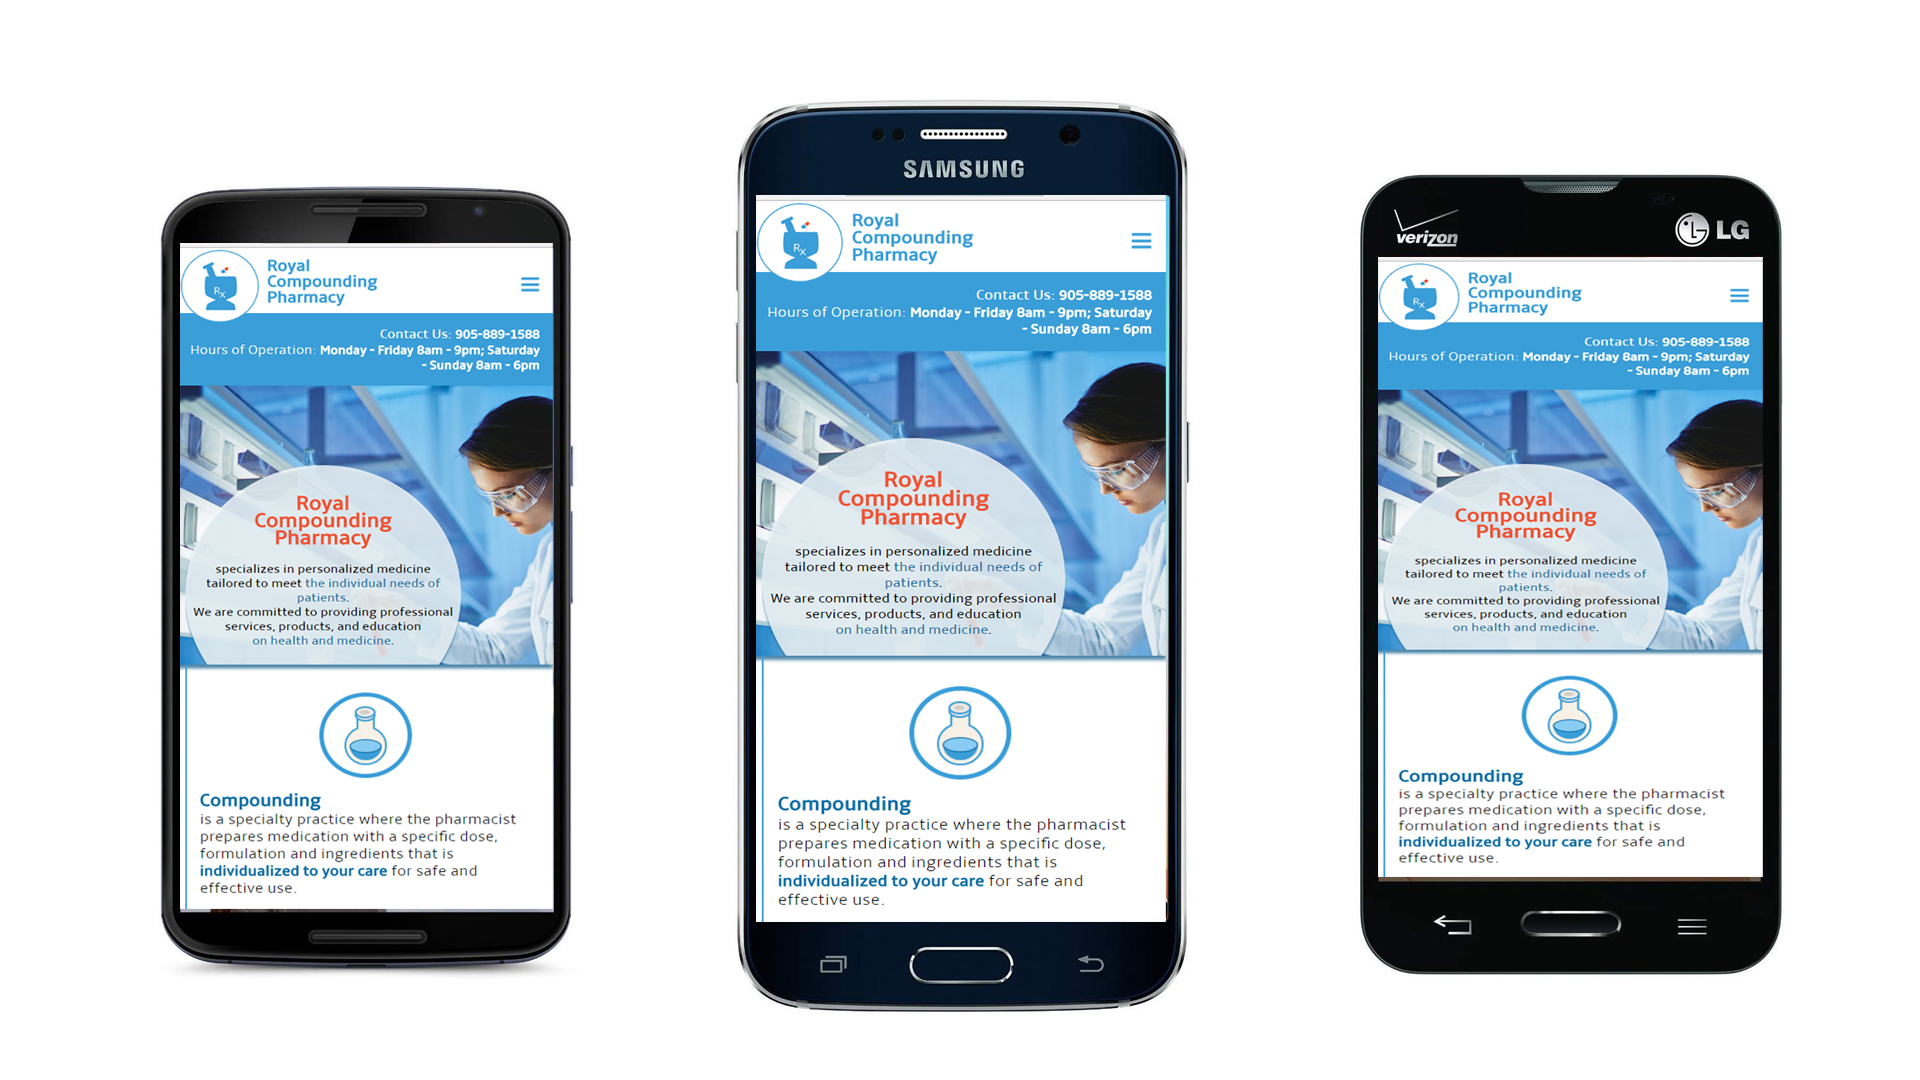 Rx
Royal
Compounding
Pharmacy
Contact Us: 905-889-1588
Hours of Operation: Monday - Friday 8am - 9pm; Saturday
- Sunday 8am - 6pm
Royal
Compounding
Pharmacy
specializes in personalized medicine
tailored to meet the individual needs of
patients.
We are committed to providing professional
services, products, and education
on health and medicine.
Compounding
is a specialty practice where the pharmacist
prepares medication with a specific dose,
formulation and ingredients that is
individualized to your care for safe and
effective use.
SAMSUNG
Rx
Royal
Compounding
Pharmacy
Contact Us: 905-889-1588
Hours of Operation: Monday - Friday 8am - 9pm; Saturday
- Sunday 8am - 6pm
Royal
Compounding
Pharmacy
specializes in personalized medicine
tailored to meet the individual needs of
patients.
We are committed to providing professional
services, products, and education
on health and medicine.
Compounding
is a specialty practice where the pharmacist
prepares medication with a specific dose,
formulation and ingredients that is
individualized to your care for safe and
effective use.
verizon
LG LG
Rx
Royal
Compounding
Pharmacy
Contact Us: 905-889-1588
Hours of Operation: Monday - Friday 8am - 9pm; Saturday
- Sunday 8am - 6pm
Royal
Compounding
Pharmacy
specializes in personalized medicine
tailored to meet the individual needs of
patients.
We are committed to providing professional
services, products, and education
on health and medicine.
Compounding
is a specialty practice where the pharmacist
prepares medication with a specific dose,
formulation and ingredients that is
individualized to your care for safe and
effective use.